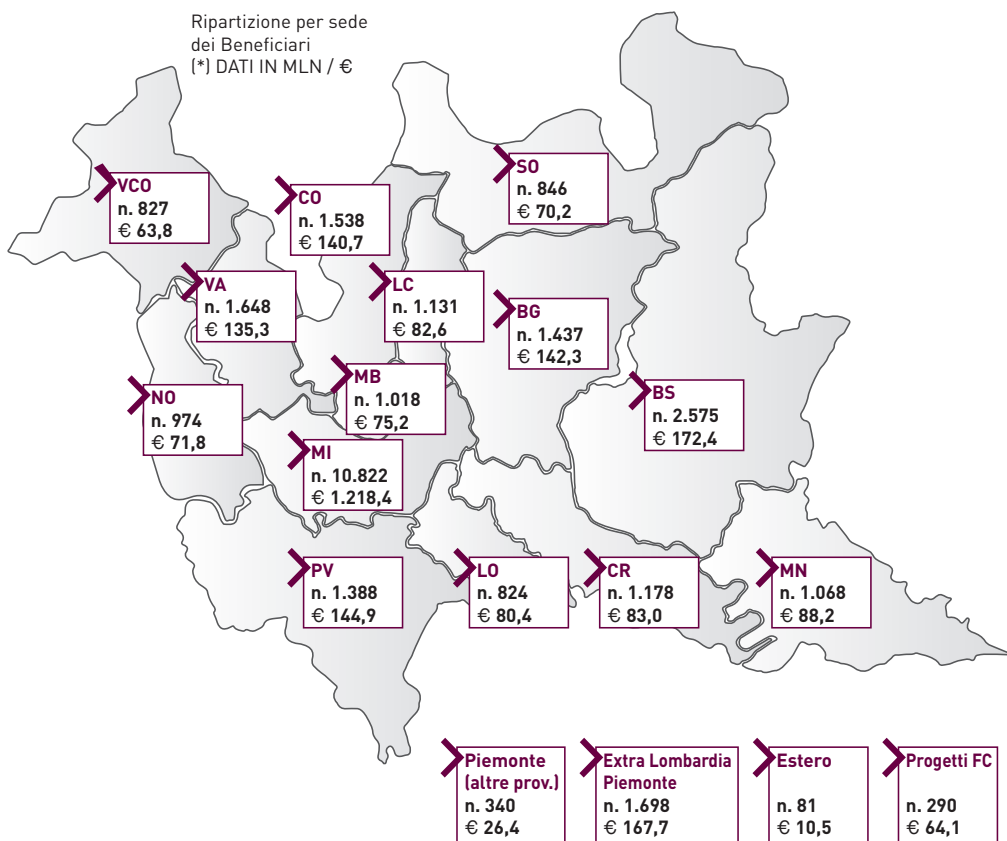 Ripartizione per sede
dei Beneficiari
(*) DATI IN MLN / €
SO
n. 846
€ 70,2
VCO
n. 827
€ 63,8
CO
n. 1.538
€ 140,7
VA
n. 1.648
€ 135,3
LC
n. 1.131
€ 82,6
BG
n. 1.437
€ 142,3
MB
n. 1.018
€ 75,2
NO
n. 974
€ 71,8
BS
n. 2.575
€ 172,4
MI
n. 10.822
€ 1.218,4
PV
n. 1.388
€ 144,9
LO
n. 824
€ 80,4
CR
n. 1.178
€ 83,0
MN
n. 1.068
€ 88,2
Piemonte
(altre prov.)
n. 340
€ 26,4
Extra Lombardia
Piemonte
n. 1.698
€ 167,7
Estero
n. 81
€ 10,5
Progetti FC
n. 290
€ 64,1